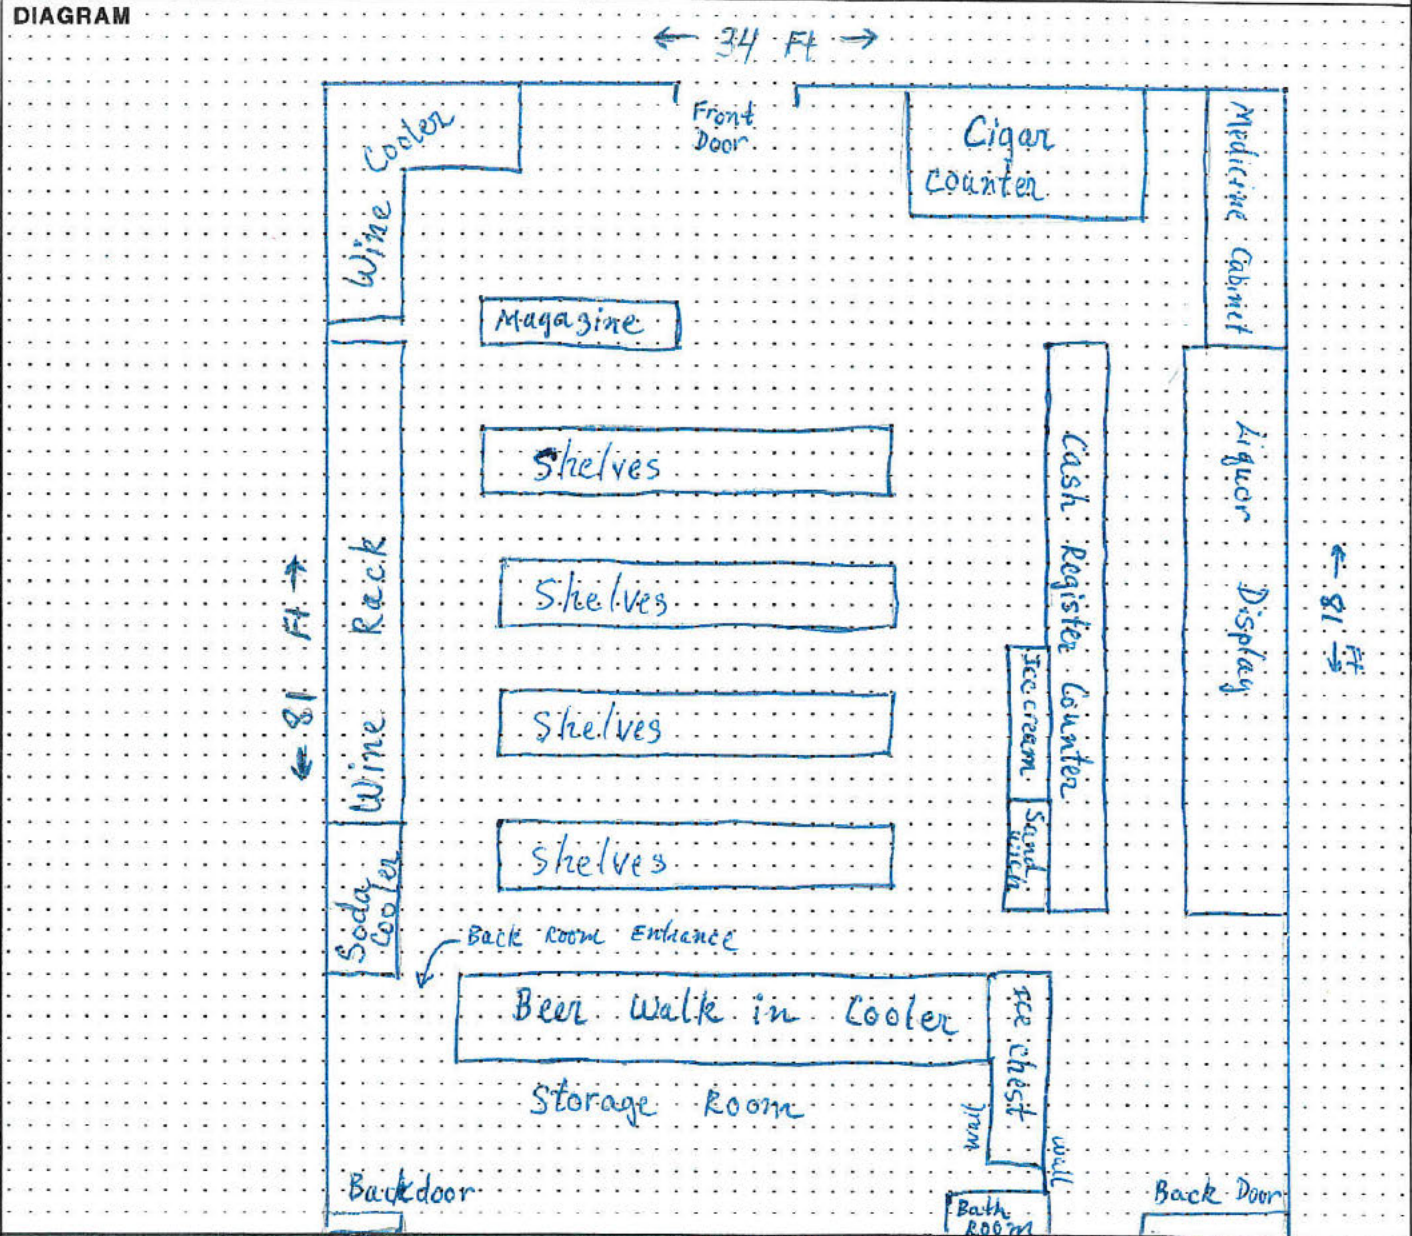 DIAGRAM
← 34 Ft →
Front
Door
Wine Cooler
Cigar
Counter
Medicine Cabinet
Magazine
Shelves
Shelves
Shelves
Shelves
Cash Register Counter
Liquor Display
Ice cream
Sand
wich
Wine Rack
← 81 Ft →
← 81 Ft →
Soda
Cooler
Back Room Entrance
Beer Walk in Cooler
Ice Chest
Storage Room
wall
Backdoor
Bath
Room
Back Door